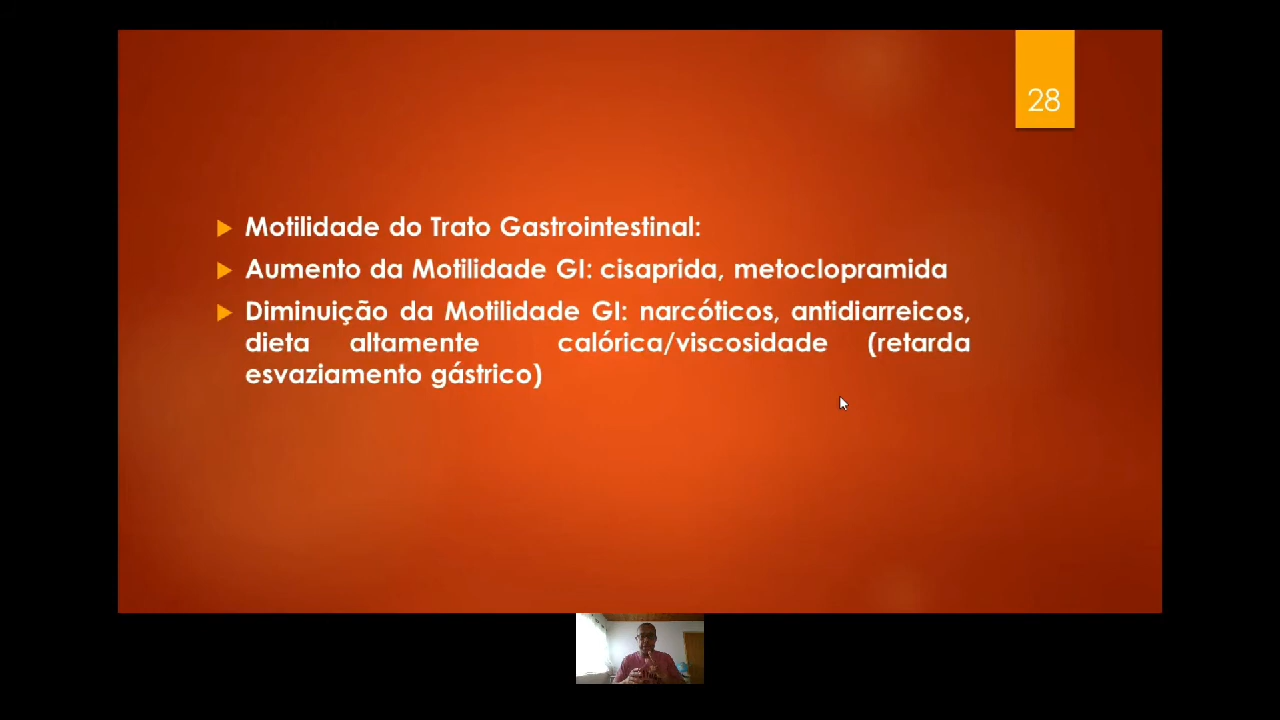 28
Motilidade do Trato Gastrointestinal:
Aumento da Motilidade GI: cisaprida, metoclopramida
Diminuição da Motilidade GI: narcóticos, antidiarreicos,
dieta altamente calórica/viscosidade (retarda
esvaziamento gástrico)